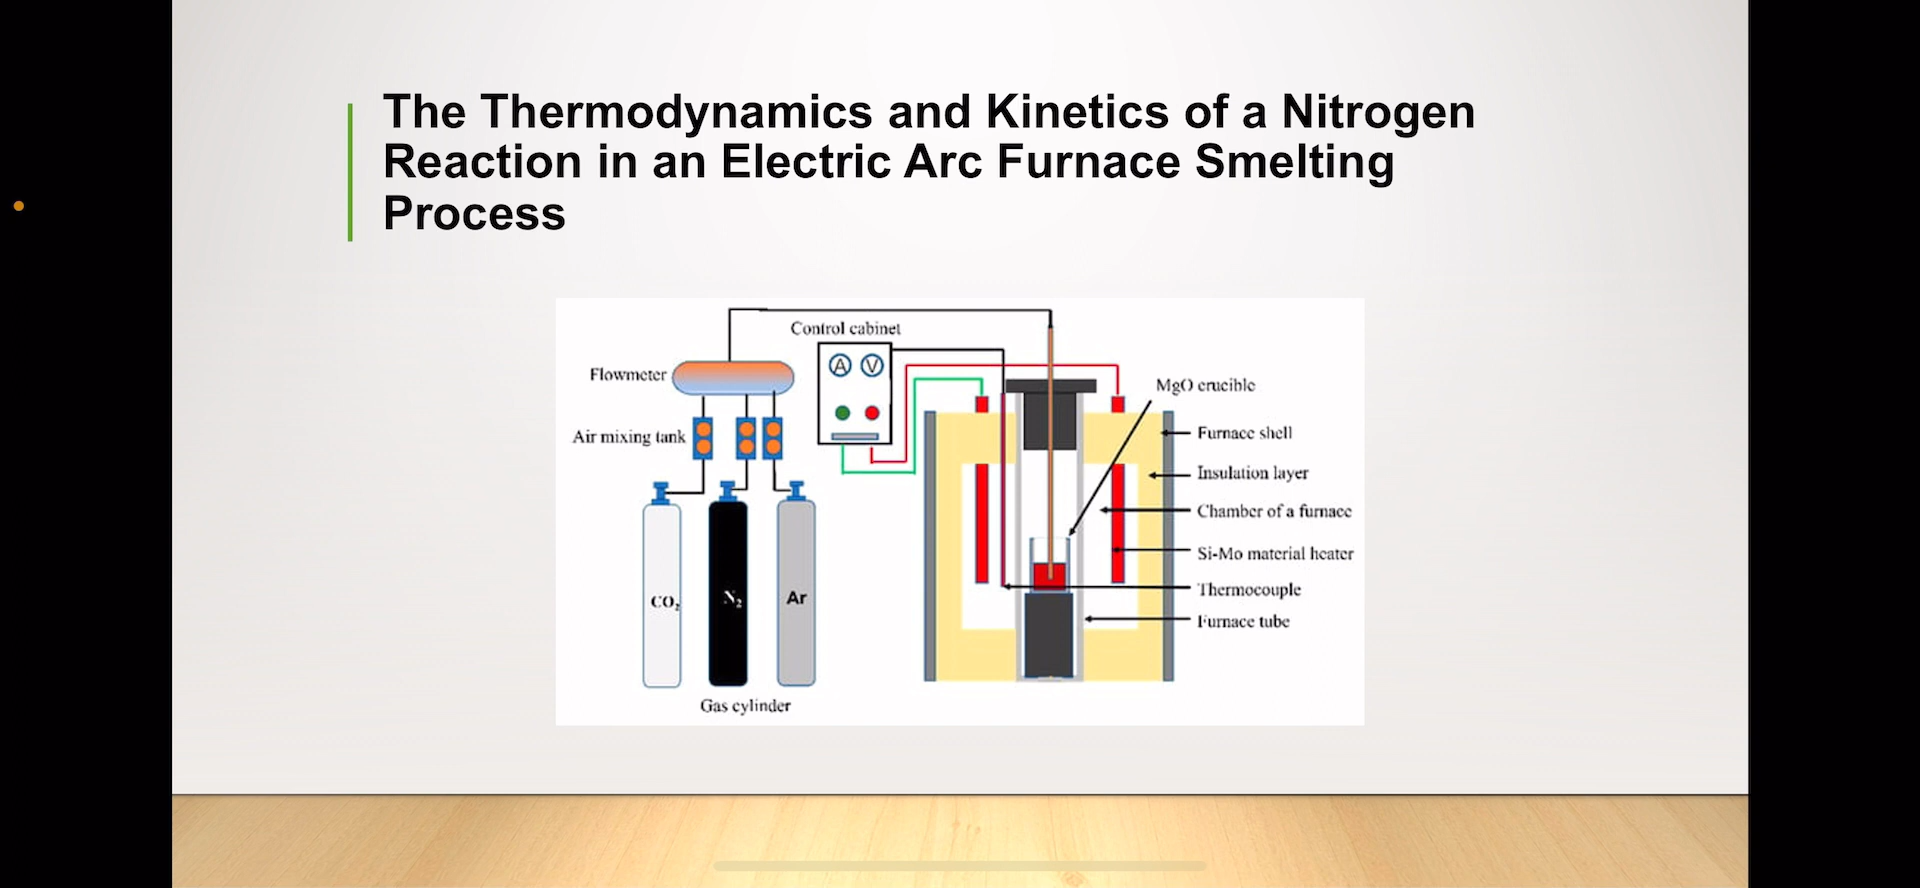 The Thermodynamics and Kinetics of a Nitrogen
Reaction in an Electric Arc Furnace Smelting
Process
Control cabinet
Flowmeter
A V
MgO crucible
Air mixing tank
Furnace shell
Insulation layer
Chamber of a furnace
Si-Mo material heater
Thermocouple
Furnace tube
CO₂
N₂
Ar
Gas cylinder